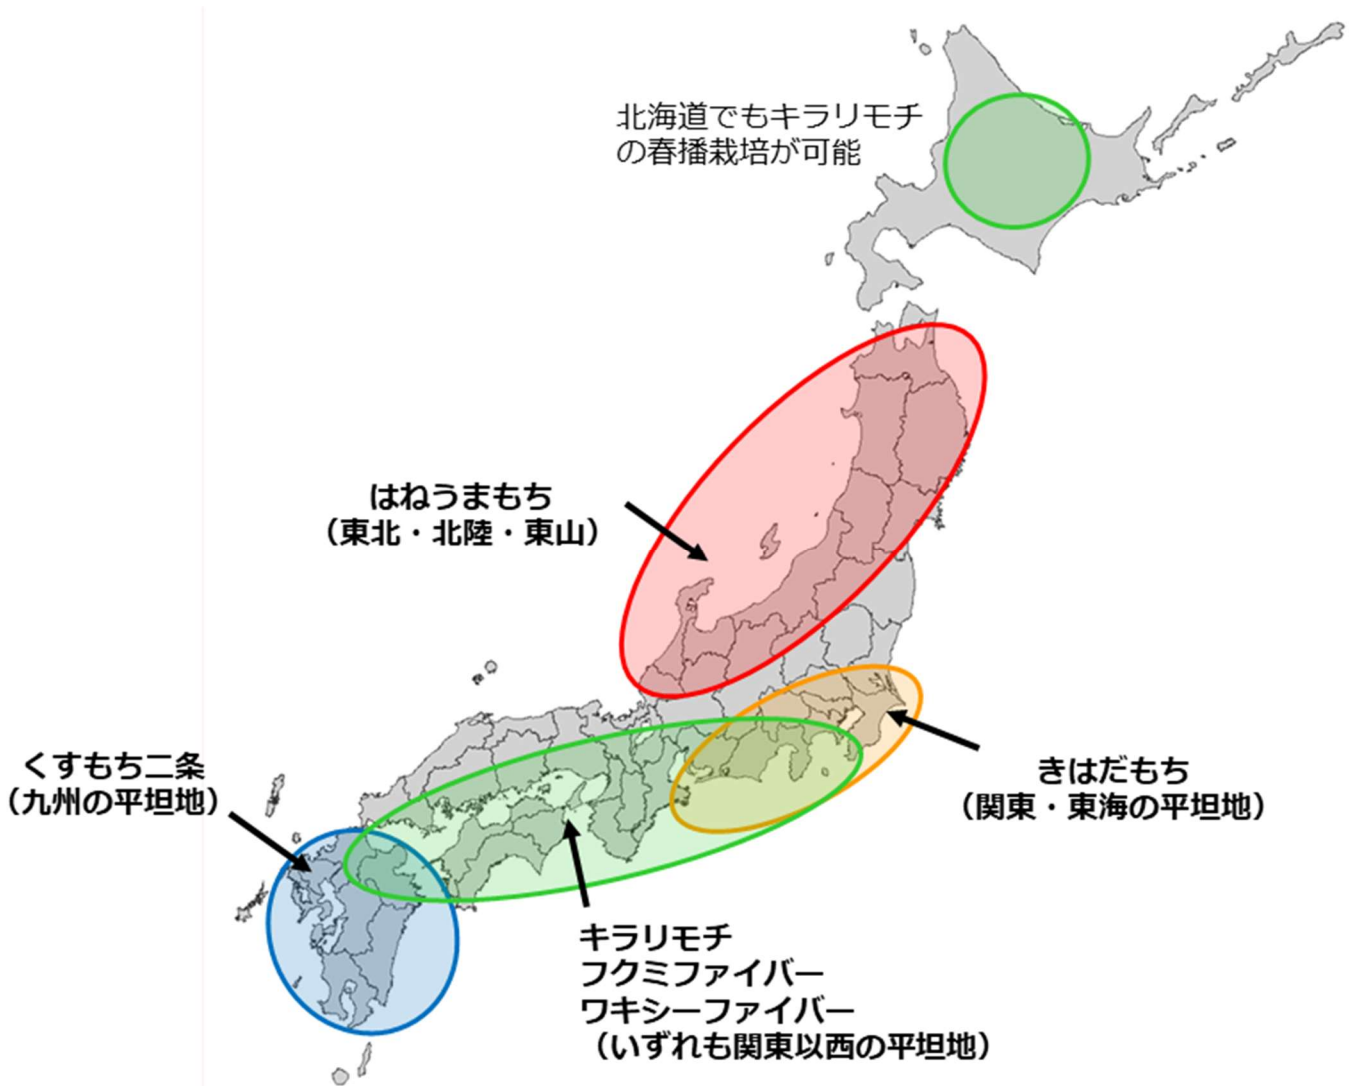 北海道でもキラリモチ
の春播栽培が可能
はねうまもち
（東北・北陸・東山）
くすもち二条
（九州の平坦地）
きはだもち
（関東・東海の平坦地）
キラリモチ
フクミファイバー
ワキシーファイバー
（いずれも関東以西の平坦地）